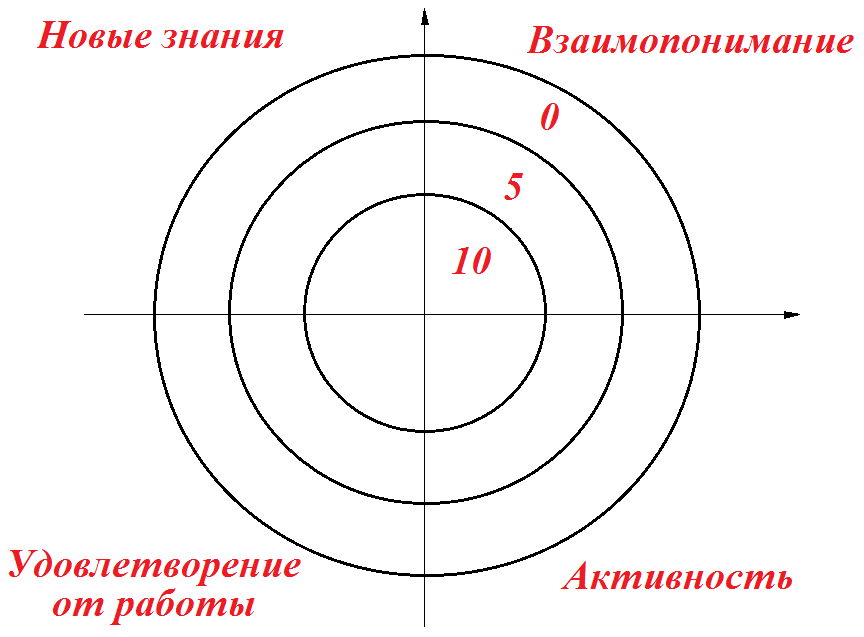 Новые знания
Взаимопонимание
0
5
10
Удовлетворение
от работы
Активность